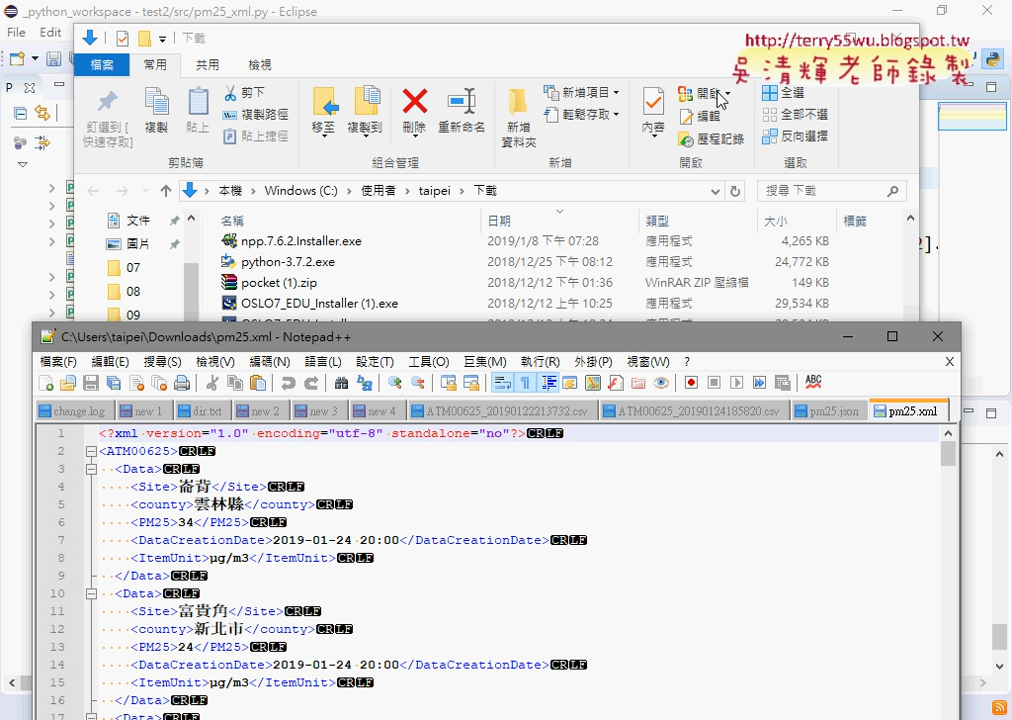 _python_workspace - test2/src/pm25_xml.py - Eclipse
File Edit
下載
http://terry55wu.blogspot.tw
吳清輝老師錄製
檔案 常用 共用 檢視
釘選到 [快速存取]
複製
貼上
剪下
複製路徑
貼上捷徑
剪貼簿
移至
複製到
刪除
重新命名
組合管理
新增資料夾
新增項目
輕鬆存取
新增
內容
開啟
編輯
歷程記錄
開啟
全選
全部不選
反向選擇
選取
本機 › Windows (C:) › 使用者 › taipei › 下載
搜尋 下載
文件
圖片
07
08
09
名稱 日期 類型 大小 標籤
npp.7.6.2.Installer.exe 2019/1/8 下午 07:28 應用程式 4,265 KB
python-3.7.2.exe 2018/12/25 下午 08:12 應用程式 24,772 KB
pocket (1).zip 2018/12/12 下午 01:36 WinRAR ZIP 壓縮檔 149 KB
OSLO7_EDU_Installer (1).exe 2018/12/12 上午 10:25 應用程式 29,534 KB
C:\Users\taipei\Downloads\pm25.xml - Notepad++
檔案(F) 編輯(E) 搜尋(S) 檢視(V) 編碼(N) 語言(L) 設定(T) 工具(O) 巨集(M) 執行(R) 外掛(P) 視窗(W) ? X
change.log new 1 dir.txt new 2 new 3 new 4 ATM00625_20190122213732.csv ATM00625_20190124185820.csv pm25.json pm25.xml
1 <?xml version="1.0" encoding="utf-8" standalone="no"?>CRLF
2 <ATM00625>CRLF
3 <Data>CRLF
4 <Site>崙背</Site>CRLF
5 <county>雲林縣</county>CRLF
6 <PM25>34</PM25>CRLF
7 <DataCreationDate>2019-01-24 20:00</DataCreationDate>CRLF
8 <ItemUnit>μg/m3</ItemUnit>CRLF
9 </Data>CRLF
10 <Data>CRLF
11 <Site>富貴角</Site>CRLF
12 <county>新北市</county>CRLF
13 <PM25>24</PM25>CRLF
14 <DataCreationDate>2019-01-24 20:00</DataCreationDate>CRLF
15 <ItemUnit>μg/m3</ItemUnit>CRLF
16 </Data>CRLF
17 <Data>CRLF